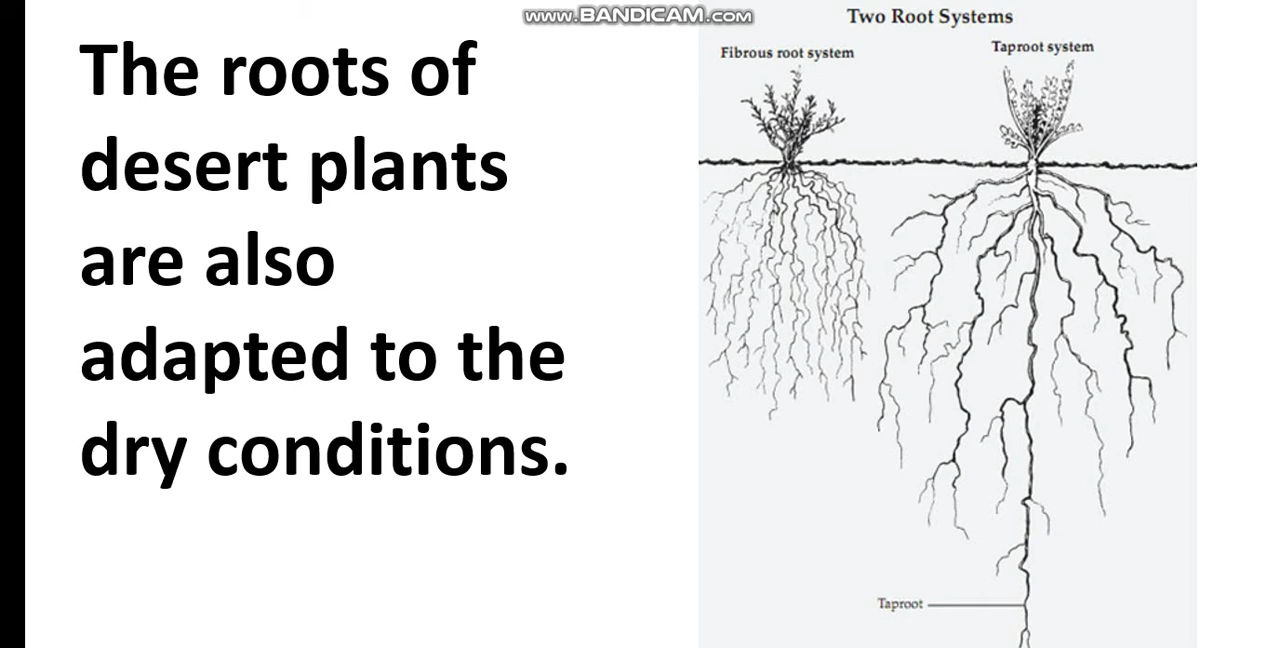 www.BANDICAM.com
The roots of
desert plants
are also
adapted to the
dry conditions.
Two Root Systems
Fibrous root system
Taproot system
Taproot